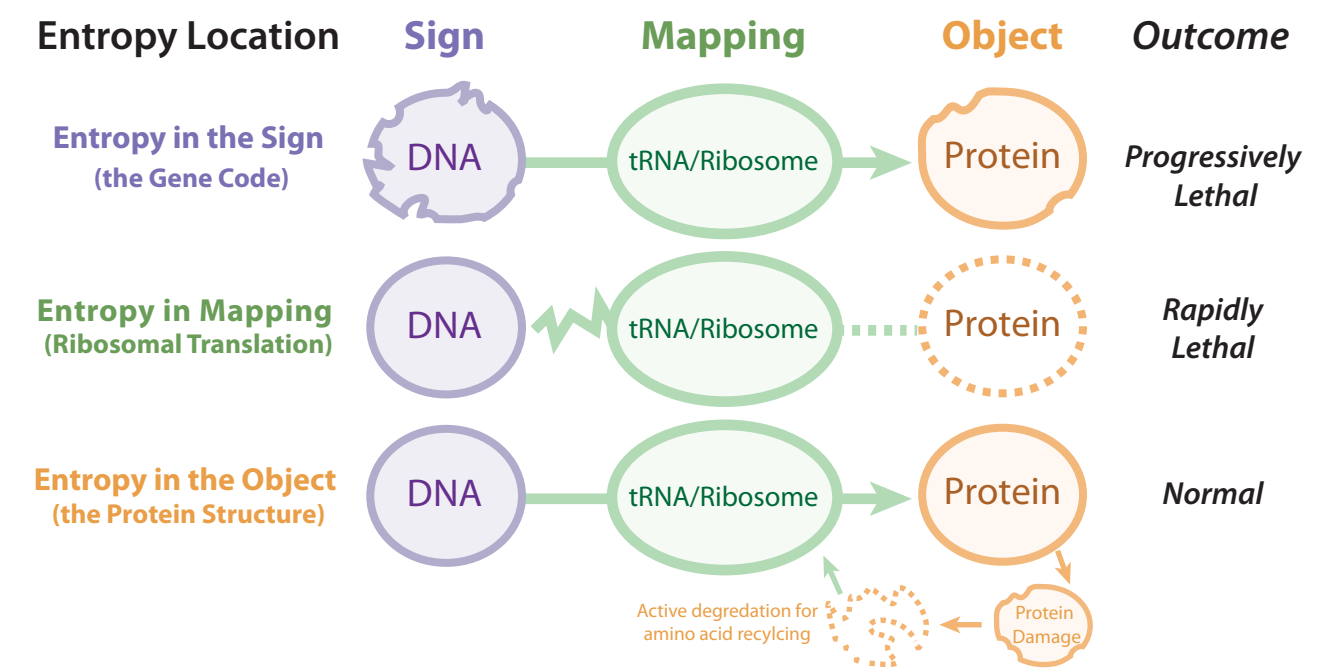 Entropy Location Sign Mapping Object Outcome
Entropy in the Sign
(the Gene Code)
DNA tRNA/Ribosome Protein
Progressively
Lethal
Entropy in Mapping
(Ribosomal Translation)
DNA tRNA/Ribosome Protein
Rapidly
Lethal
Entropy in the Object
(the Protein Structure)
DNA tRNA/Ribosome Protein
Normal
Active degredation for
amino acid recylcing
Protein
Damage